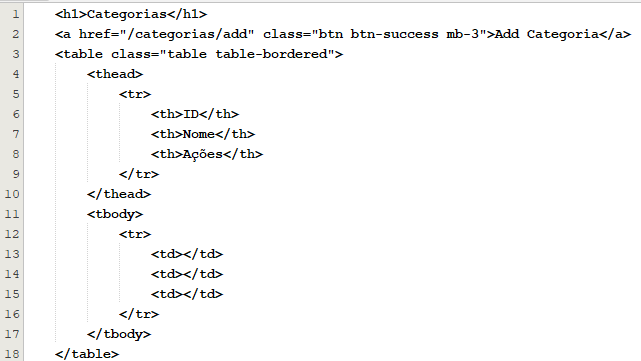 1 <h1>Categorias</h1>
2 <a href="/categorias/add" class="btn btn-success mb-3">Add Categoria</a>
3 <table class="table table-bordered">
4 <thead>
5 <tr>
6 <th>ID</th>
7 <th>Nome</th>
8 <th>Ações</th>
9 </tr>
10 </thead>
11 <tbody>
12 <tr>
13 <td></td>
14 <td></td>
15 <td></td>
16 </tr>
17 </tbody>
18 </table>